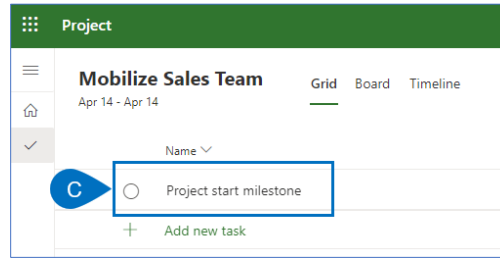 Project
Mobilize Sales Team
Grid Board Timeline
Apr 14 - Apr 14
Name
C
Project start milestone
Add new task